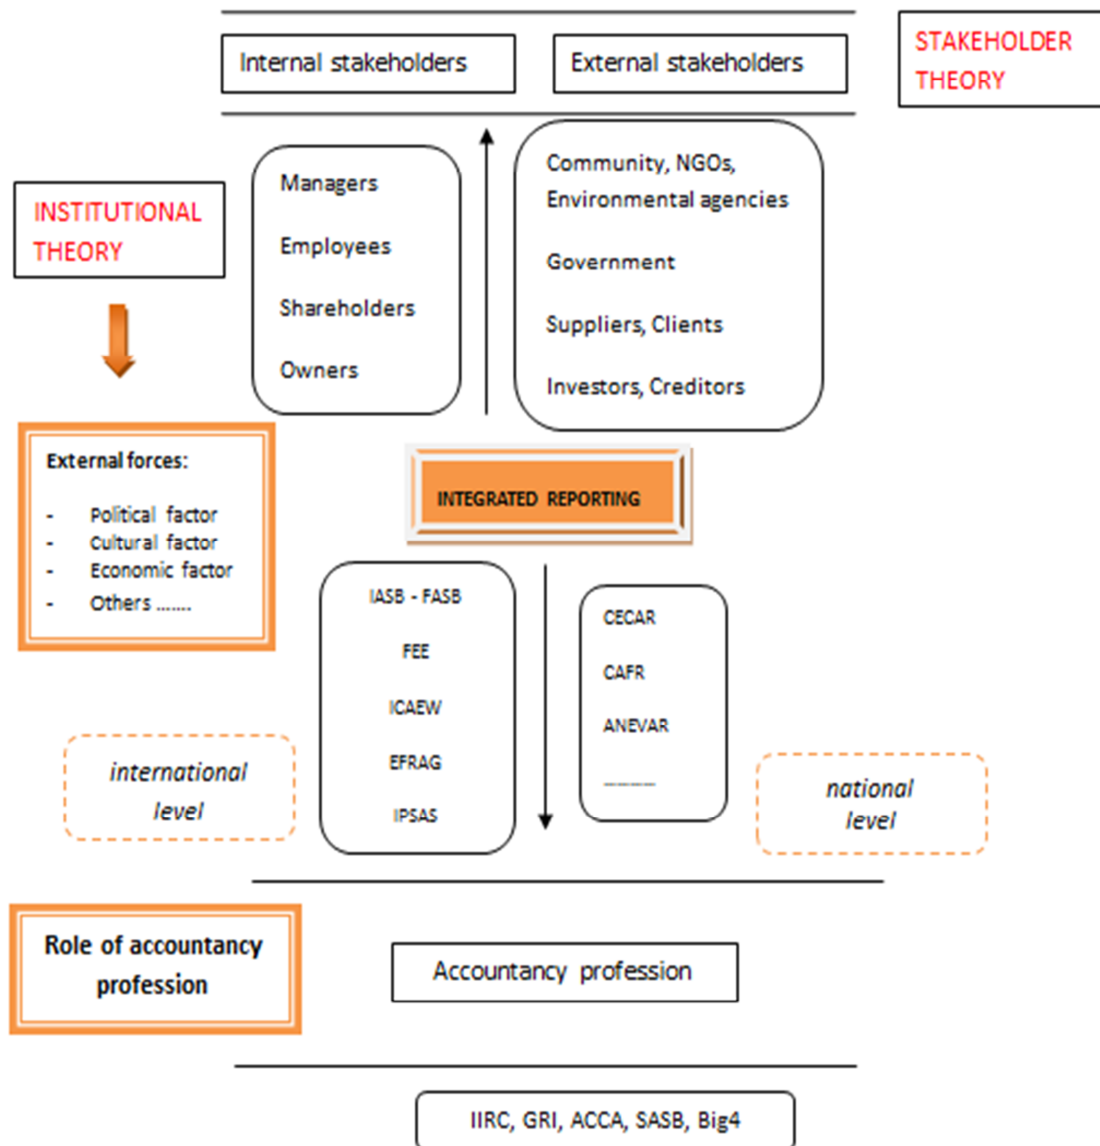 Internal stakeholders
External stakeholders
STAKEHOLDER
THEORY
INSTITUTIONAL
THEORY
Managers
Employees
Shareholders
Owners
Community, NGOs,
Environmental agencies
Government
Suppliers, Clients
Investors, Creditors
External forces:
- Political factor
- Cultural factor
- Economic factor
- Others .......
INTEGRATED REPORTING
IASB - FASB
FEE
ICAEW
EFRAG
IPSAS
CECAR
CAFR
ANEVAR
_____
international
level
national
level
Role of accountancy
profession
Accountancy profession
IIRC, GRI, ACCA, SASB, Big4